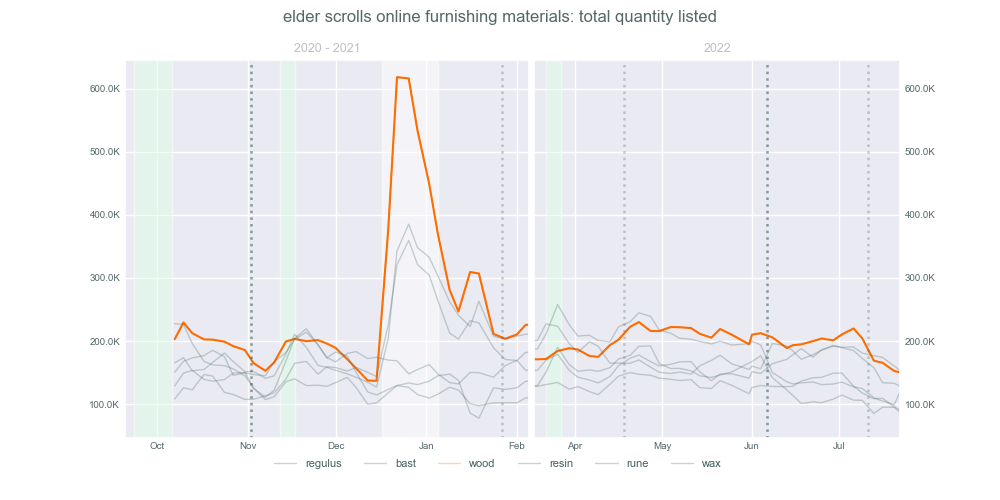 elder scrolls online furnishing materials: total quantity listed
2020 - 2021 2022
600.0K 600.0K
500.0K 500.0K
400.0K 400.0K
300.0K 300.0K
200.0K 200.0K
100.0K 100.0K
Oct Nov Dec Jan Feb Apr May Jun Jul
regulus bast wood resin rune wax